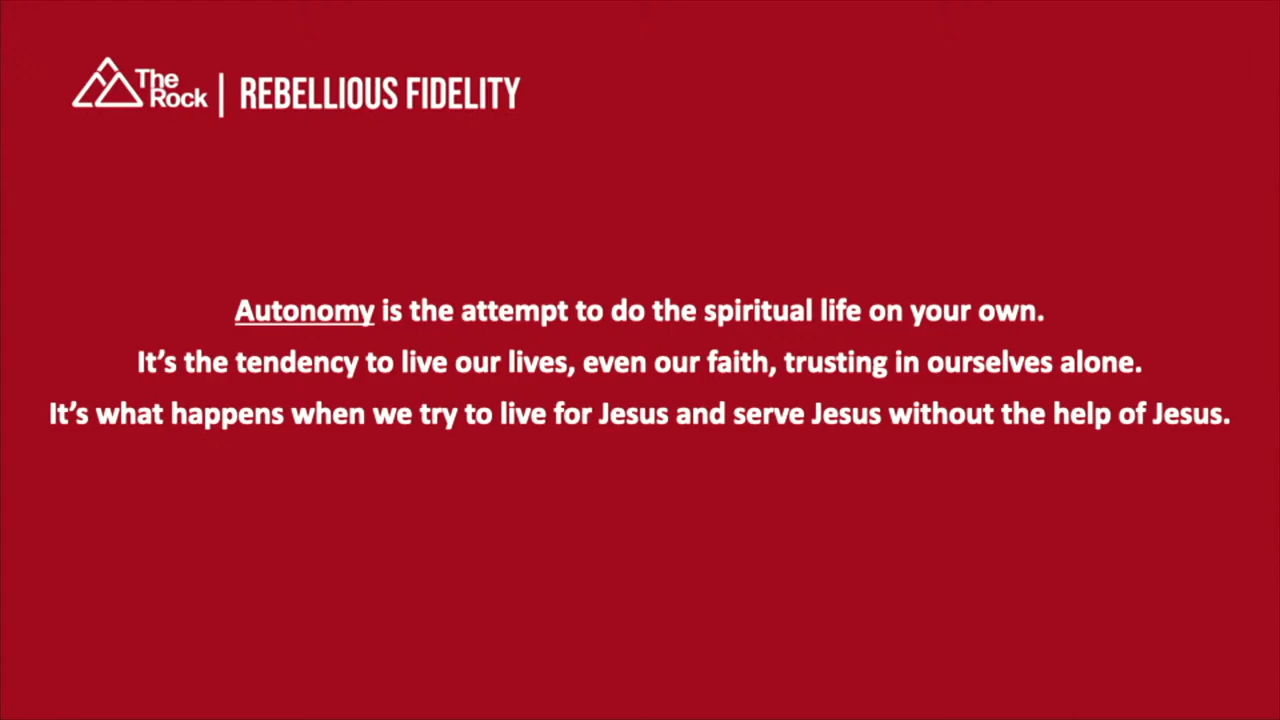 The
Rock | REBELLIOUS FIDELITY
Autonomy is the attempt to do the spiritual life on your own.
It’s the tendency to live our lives, even our faith, trusting in ourselves alone.
It’s what happens when we try to live for Jesus and serve Jesus without the help of Jesus.